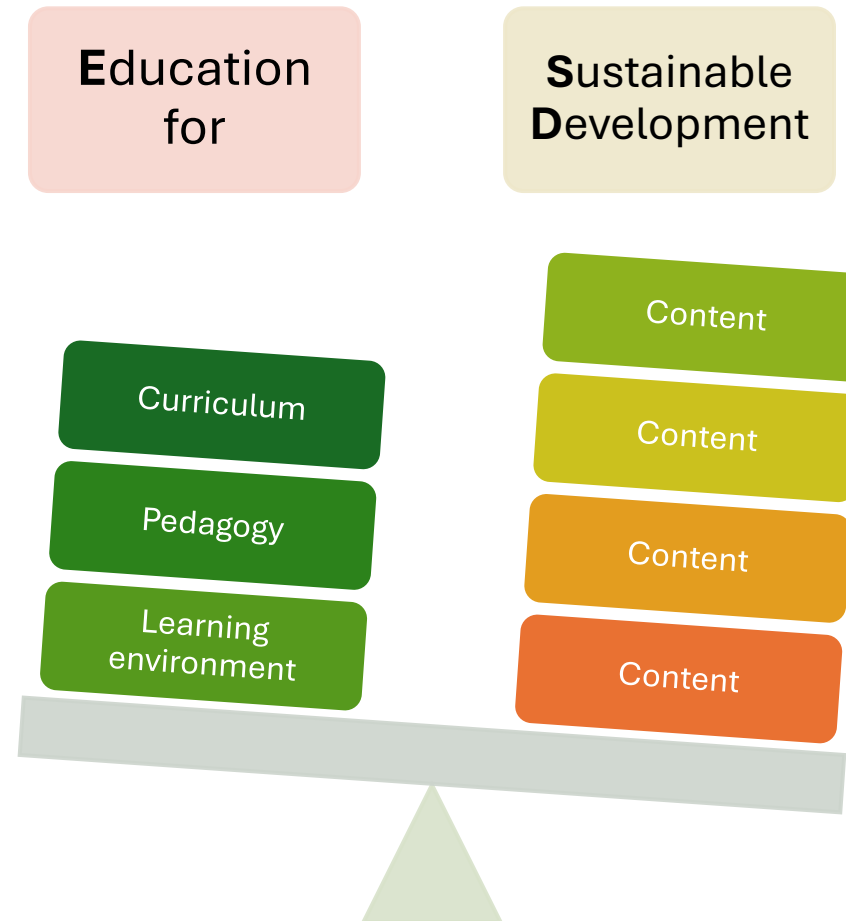 Education
for
Sustainable
Development
Curriculum
Pedagogy
Learning
environment
Content
Content
Content
Content